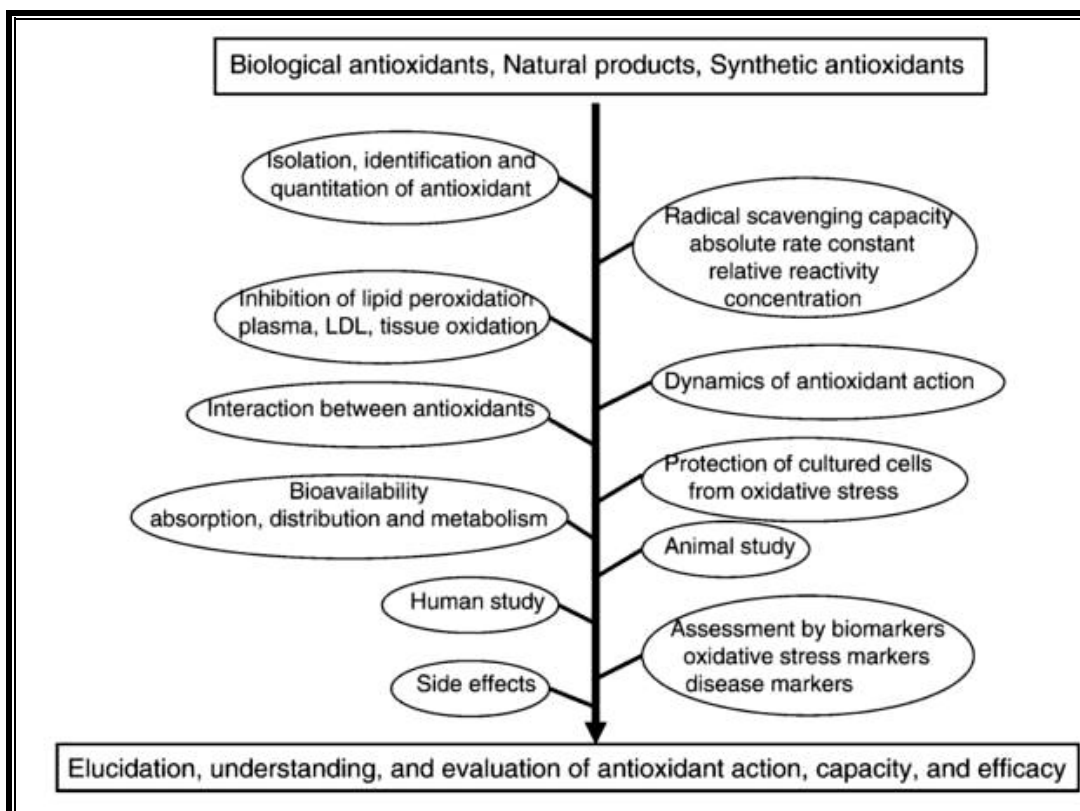 Biological antioxidants, Natural products, Synthetic antioxidants
Isolation, identification and
quantitation of antioxidant
Radical scavenging capacity
absolute rate constant
relative reactivity
concentration
Inhibition of lipid peroxidation
plasma, LDL, tissue oxidation
Dynamics of antioxidant action
Interaction between antioxidants
Protection of cultured cells
from oxidative stress
Bioavailability
absorption, distribution and metabolism
Animal study
Human study
Assessment by biomarkers
oxidative stress markers
disease markers
Side effects
Elucidation, understanding, and evaluation of antioxidant action, capacity, and efficacy